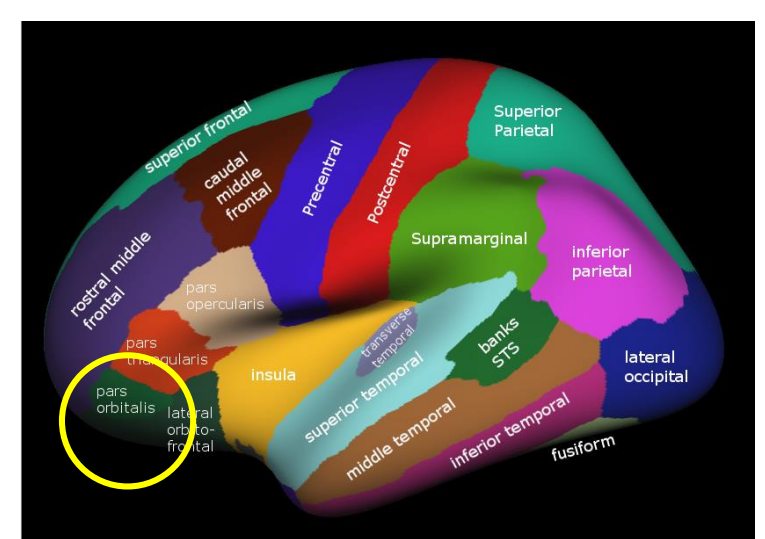 superior frontal
caudal
middle
frontal
Precentral
Postcentral
Superior
Parietal
rostral middle
frontal
pars
opercularis
Supramarginal
inferior
parietal
pars
triangularis
transverse
temporal
insula
banks
STS
lateral
occipital
pars
orbitalis
lateral
orbito-
frontal
superior temporal
middle temporal
inferior temporal
fusiform